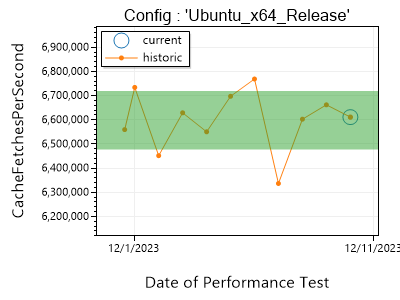 Config : 'Ubuntu_x64_Release'
current
historic
CacheFetchesPerSecond
6,900,000
6,800,000
6,700,000
6,600,000
6,500,000
6,400,000
6,300,000
6,200,000
12/1/2023
12/11/2023
Date of Performance Test